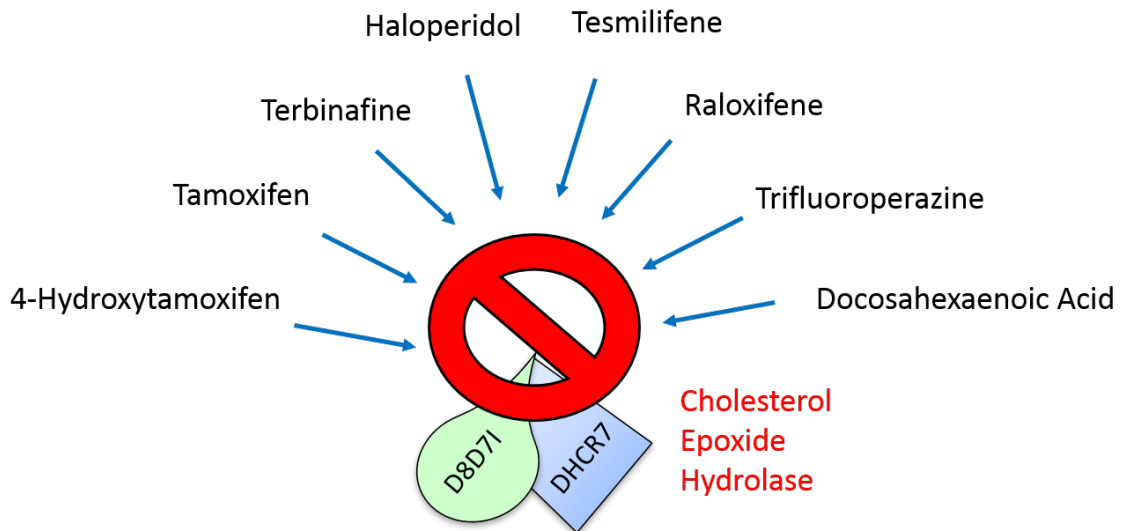 Haloperidol
Tesmilifene
Terbinafine
Raloxifene
Tamoxifen
Trifluoroperazine
4-Hydroxytamoxifen
Docosahexaenoic Acid
Cholesterol
Epoxide
Hydrolase
D8D7I
DHCR7